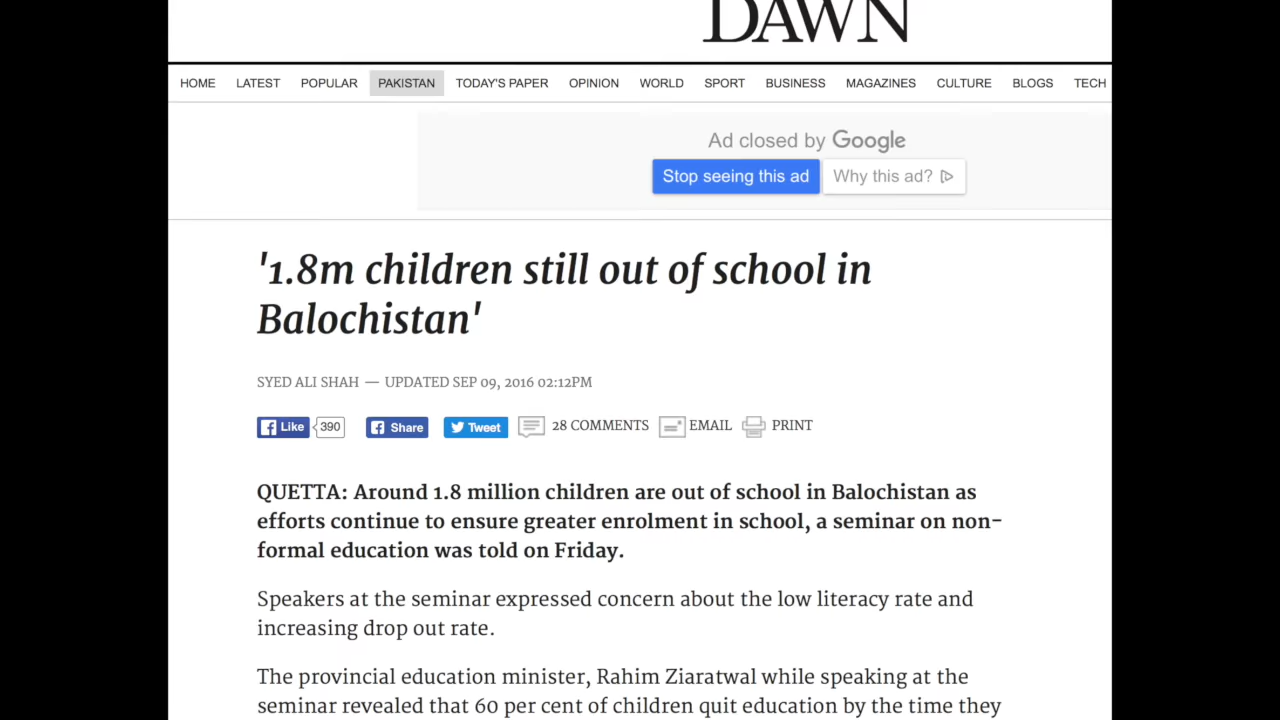 DAWN
HOME LATEST POPULAR PAKISTAN TODAY'S PAPER OPINION WORLD SPORT BUSINESS MAGAZINES CULTURE BLOGS TECH
Ad closed by Google
Stop seeing this ad Why this ad?
'1.8m children still out of school in
Balochistan'
SYED ALI SHAH — UPDATED SEP 09, 2016 02:12PM
Like 390 Share Tweet 28 COMMENTS EMAIL PRINT
QUETTA: Around 1.8 million children are out of school in Balochistan as
efforts continue to ensure greater enrolment in school, a seminar on non-
formal education was told on Friday.
Speakers at the seminar expressed concern about the low literacy rate and
increasing drop out rate.
The provincial education minister, Rahim Ziaratwal while speaking at the
seminar revealed that 60 per cent of children quit education by the time they